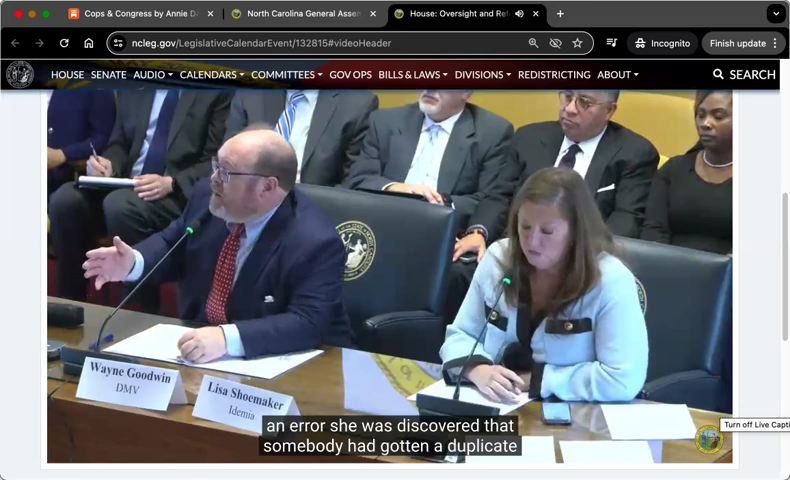 Cops & Congress by Annie Di
North Carolina General Assem
House: Oversight and Ref
ncleg.gov/LegislativeCalendarEvent/132815#videoHeader
Incognito
Finish update
HOUSE SENATE AUDIO CALENDARS COMMITTEES GOV OPS BILLS & LAWS DIVISIONS REDISTRICTING ABOUT SEARCH
Wayne Goodwin
DMV
Lisa Shoemaker
Idemia
an error she was discovered that
somebody had gotten a duplicate
Turn off Live Capti